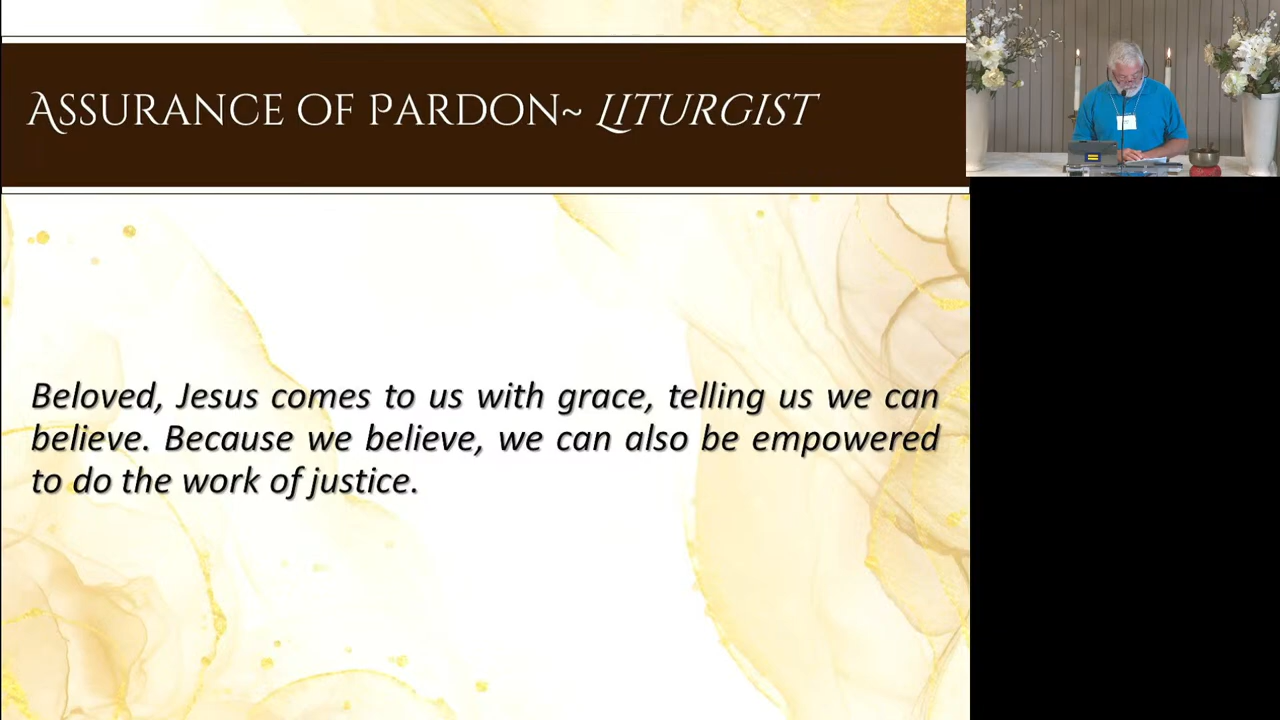 Assurance of Pardon~ Liturgist
Beloved, Jesus comes to us with grace, telling us we can
believe. Because we believe, we can also be empowered
to do the work of justice.